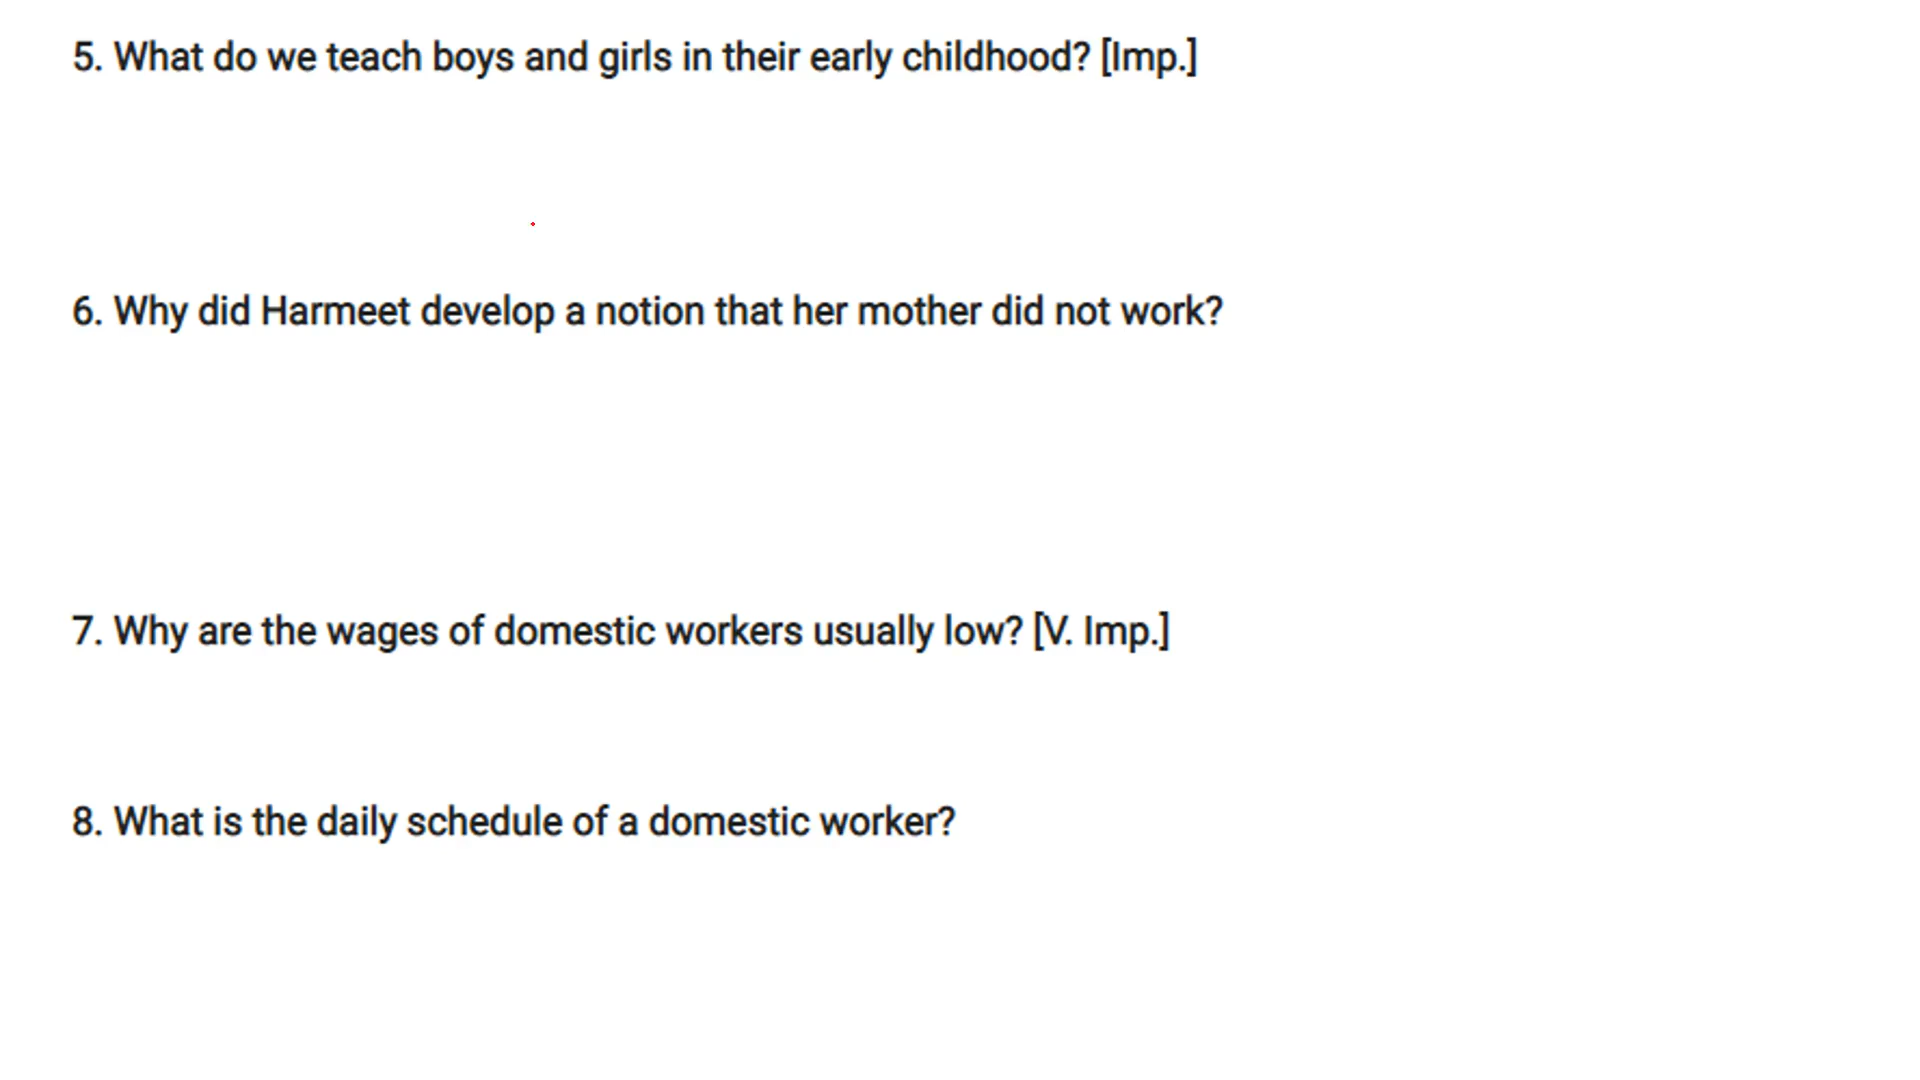 5. What do we teach boys and girls in their early childhood? [Imp.]
6. Why did Harmeet develop a notion that her mother did not work?
7. Why are the wages of domestic workers usually low? [V. Imp.]
8. What is the daily schedule of a domestic worker?